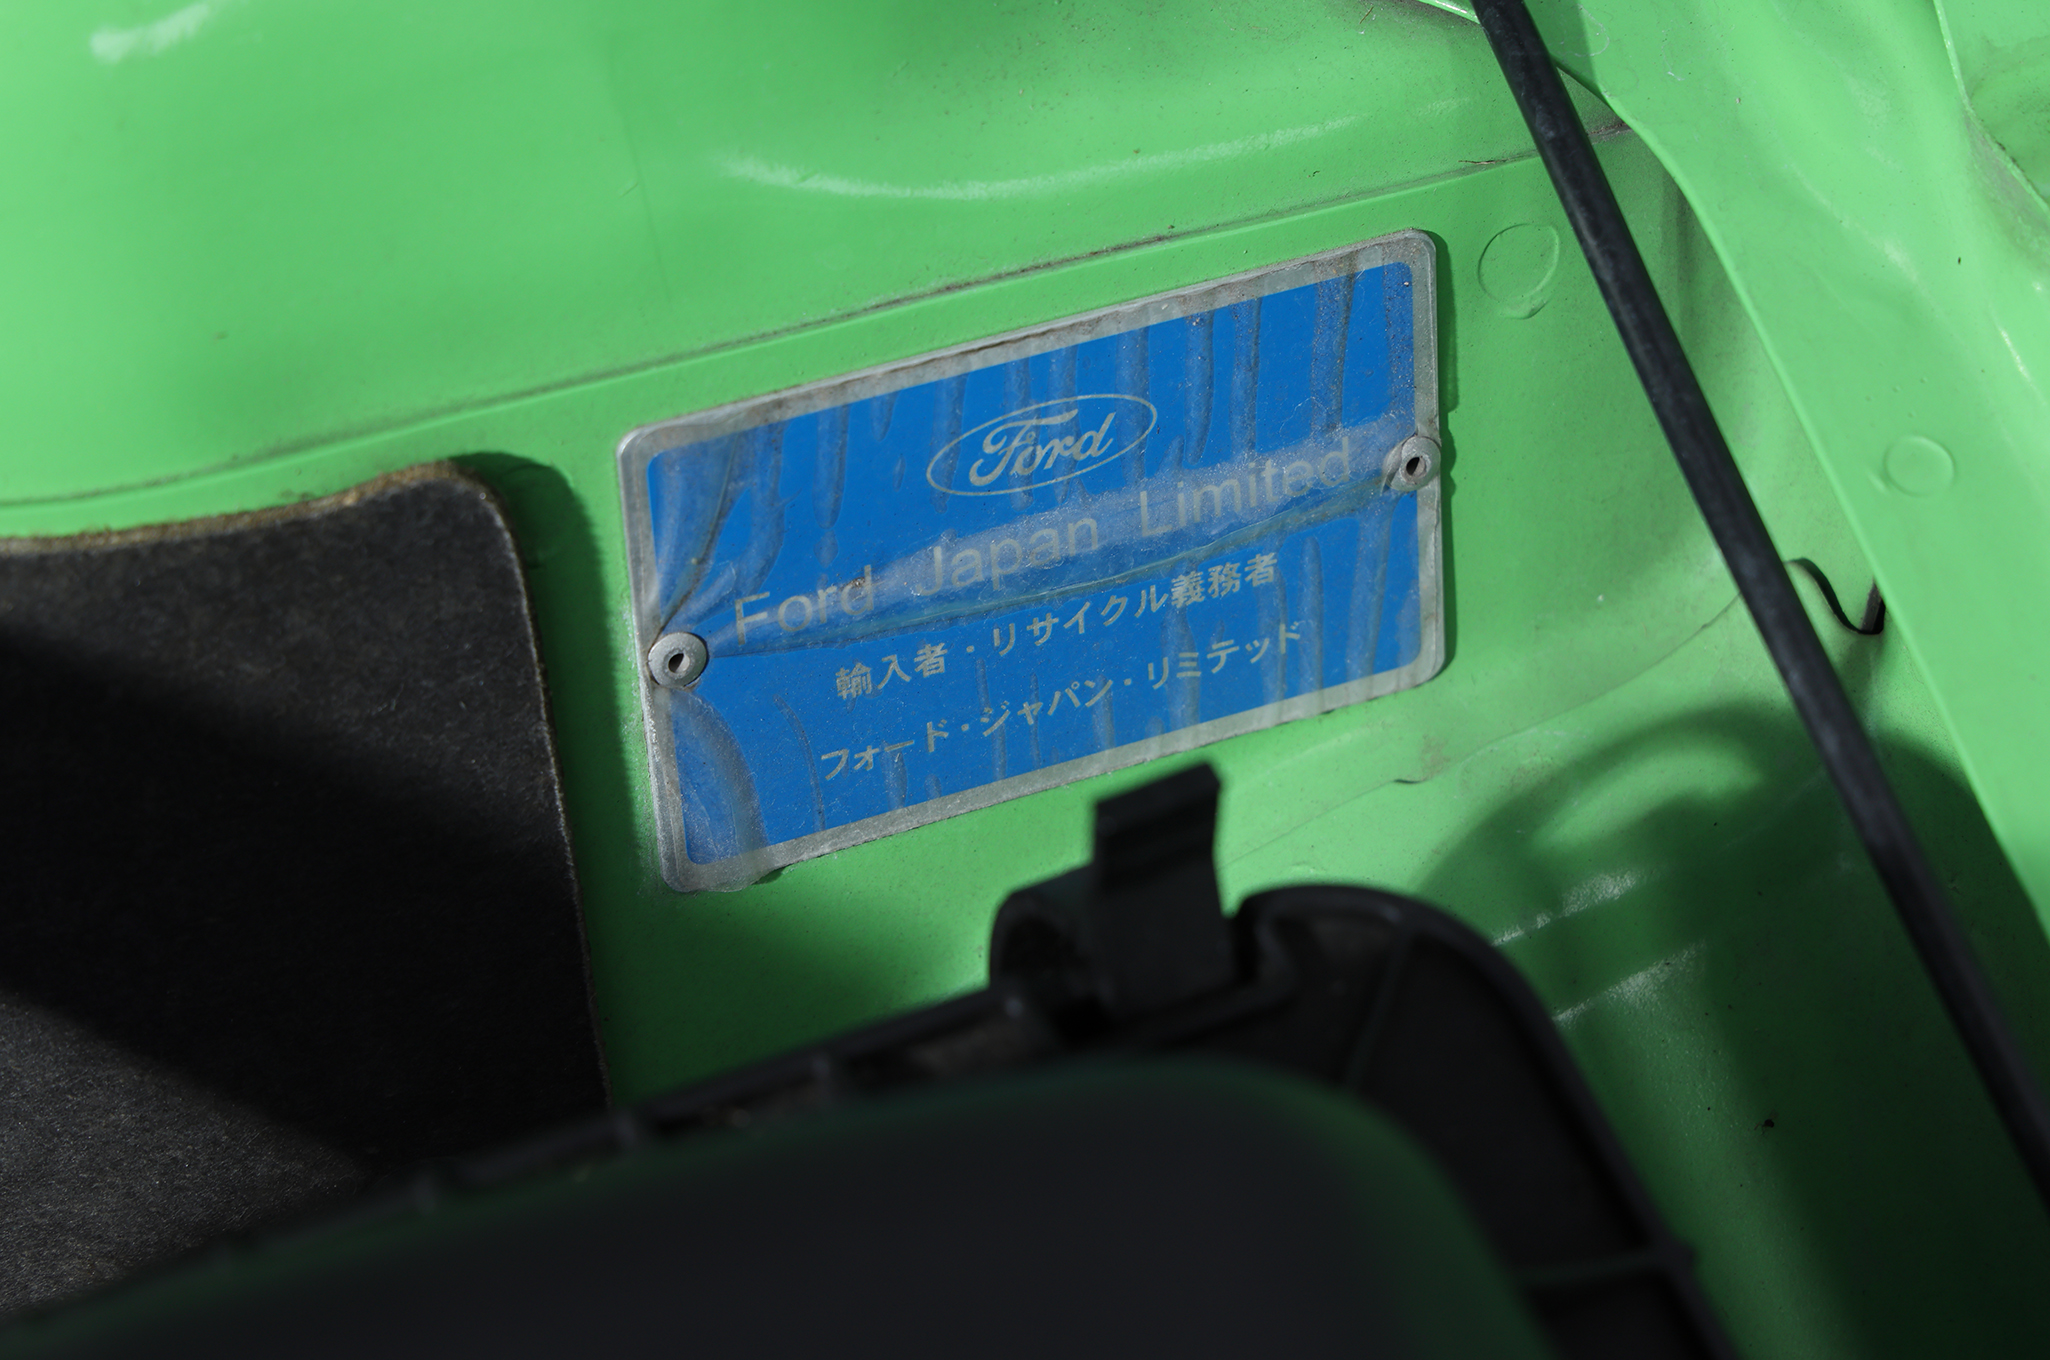 Ford
Ford Japan Limited
輸入者・リサイクル義務者
フォード・ジャパン・リミテッド